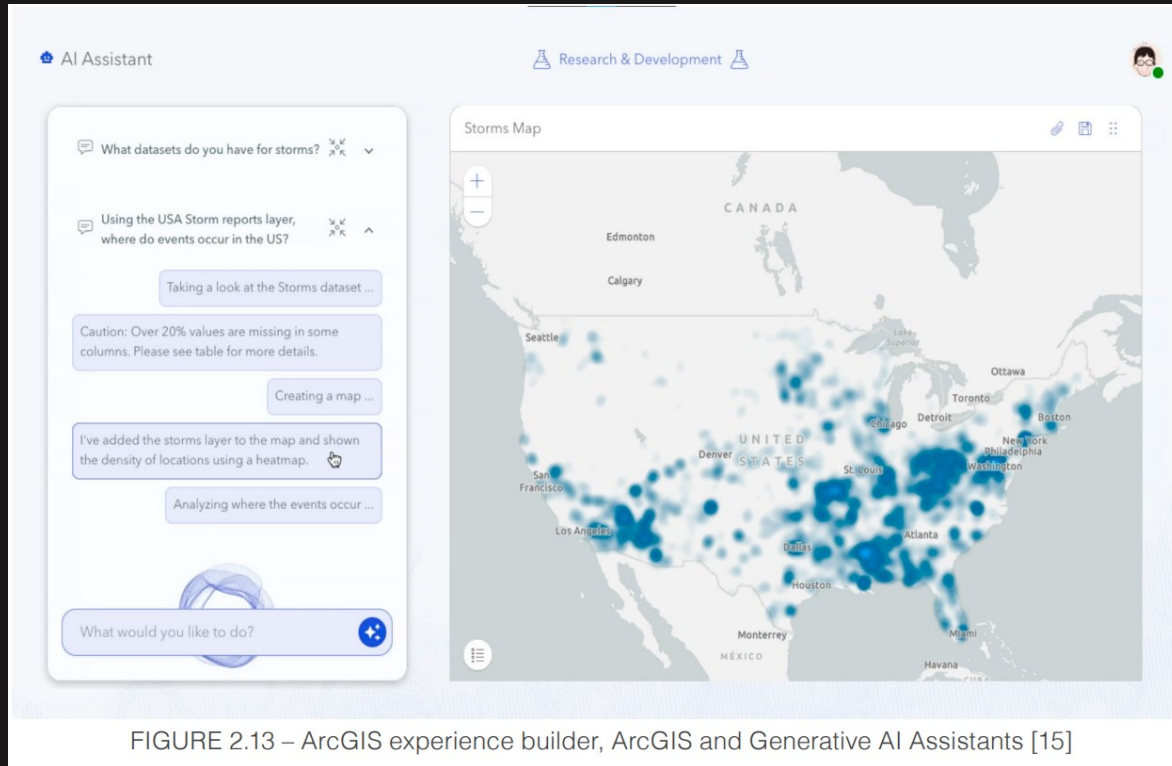 AI Assistant
Research & Development
What datasets do you have for storms?
Using the USA Storm reports layer,
where do events occur in the US?
Taking a look at the Storms dataset ...
Caution: Over 20% values are missing in some
columns. Please see table for more details.
Creating a map ...
I've added the storms layer to the map and shown
the density of locations using a heatmap.
Analyzing where the events occur ...
What would you like to do?
Storms Map
CANADA
Edmonton
Calgary
Seattle
Lake
Superior
Ottawa
Toronto
Boston
Detroit
Chicago
New York
Philadelphia
UNITED
STATES
Denver
St. Louis
Washington
San
Francisco
Los Angeles
Atlanta
Dallas
Houston
Monterrey
Miami
MÉXICO
Havana
CUBA
FIGURE 2.13 – ArcGIS experience builder, ArcGIS and Generative AI Assistants [15]